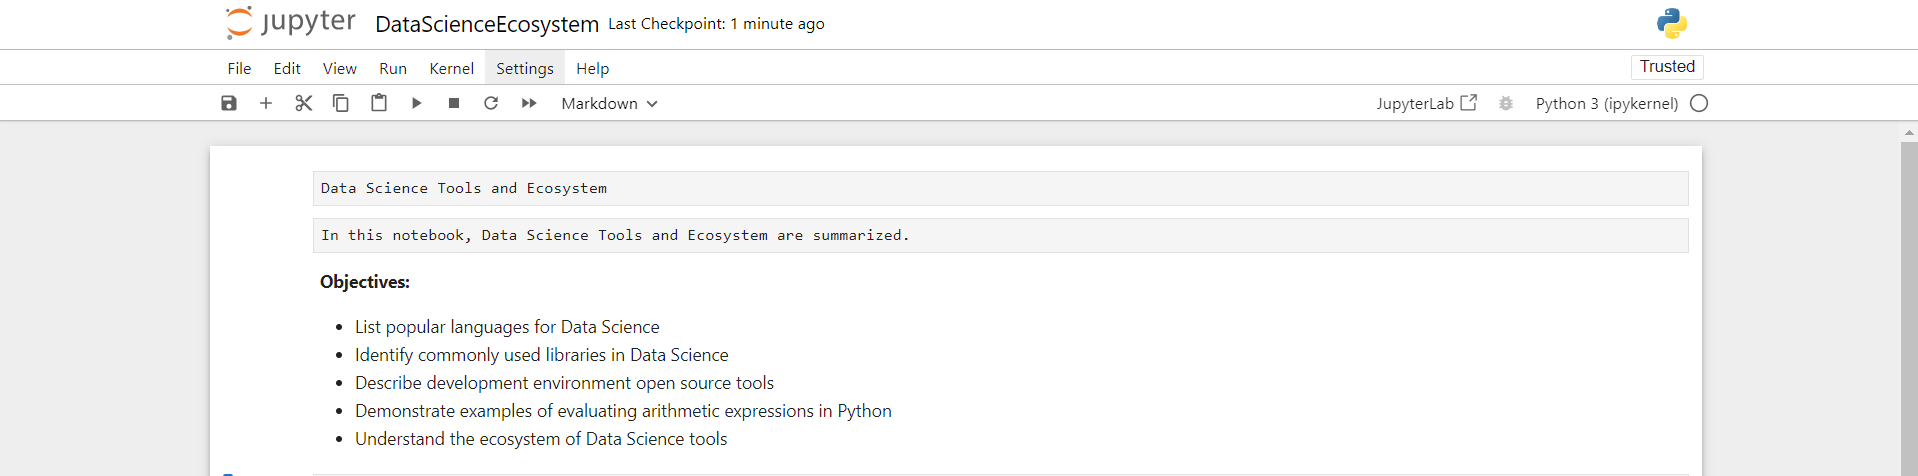 jupyter DataScienceEcosystem Last Checkpoint: 1 minute ago
File Edit View Run Kernel Settings Help Trusted
Markdown JupyterLab Python 3 (ipykernel)
Data Science Tools and Ecosystem
In this notebook, Data Science Tools and Ecosystem are summarized.
Objectives:
• List popular languages for Data Science
• Identify commonly used libraries in Data Science
• Describe development environment open source tools
• Demonstrate examples of evaluating arithmetic expressions in Python
• Understand the ecosystem of Data Science tools